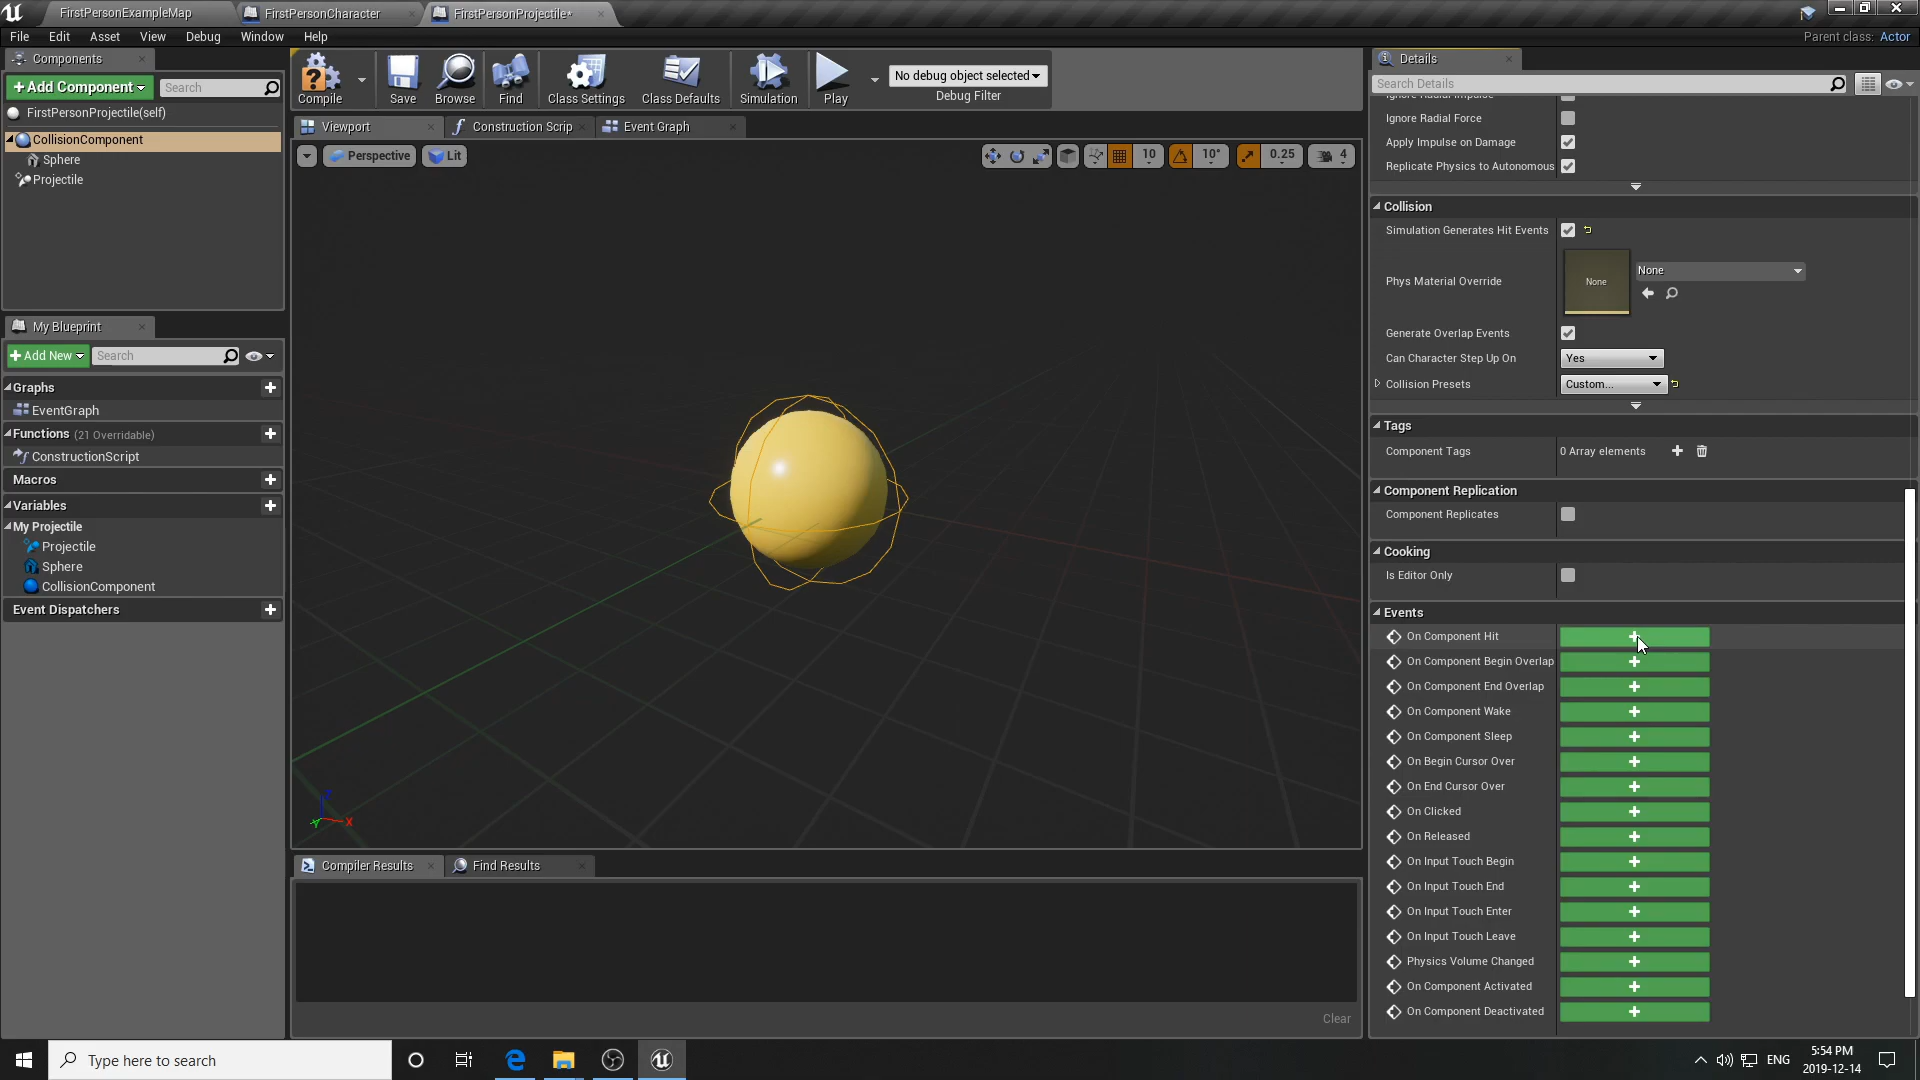 FirstPersonExampleMap
FirstPersonCharacter
FirstPersonProjectile*
File Edit Asset View Debug Window Help
Parent class: Actor
Components
+Add Component
Search
FirstPersonProjectile(self)
CollisionComponent
Sphere
Projectile
My Blueprint
+Add New
Search
Graphs
EventGraph
Functions (21 Overridable)
ConstructionScript
Macros
Variables
My Projectile
Projectile
Sphere
CollisionComponent
Event Dispatchers
Compile
Save
Browse
Find
Class Settings
Class Defaults
Simulation
Play
No debug object selected
Debug Filter
Viewport
Construction Scrip
Event Graph
Perspective
Lit
10
10°
0.25
4
X
Compiler Results
Find Results
Clear
Details
Search Details
Ignore Radial Impulse
Ignore Radial Force
Apply Impulse on Damage
Replicate Physics to Autonomous
Collision
Simulation Generates Hit Events
Phys Material Override
None
None
Generate Overlap Events
Can Character Step Up On
Yes
Collision Presets
Custom...
Tags
Component Tags
0 Array elements
Component Replication
Component Replicates
Cooking
Is Editor Only
Events
On Component Hit
On Component Begin Overlap
On Component End Overlap
On Component Wake
On Component Sleep
On Begin Cursor Over
On End Cursor Over
On Clicked
On Released
On Input Touch Begin
On Input Touch End
On Input Touch Enter
On Input Touch Leave
Physics Volume Changed
On Component Activated
On Component Deactivated
Type here to search
ENG
5:54 PM
2019-12-14